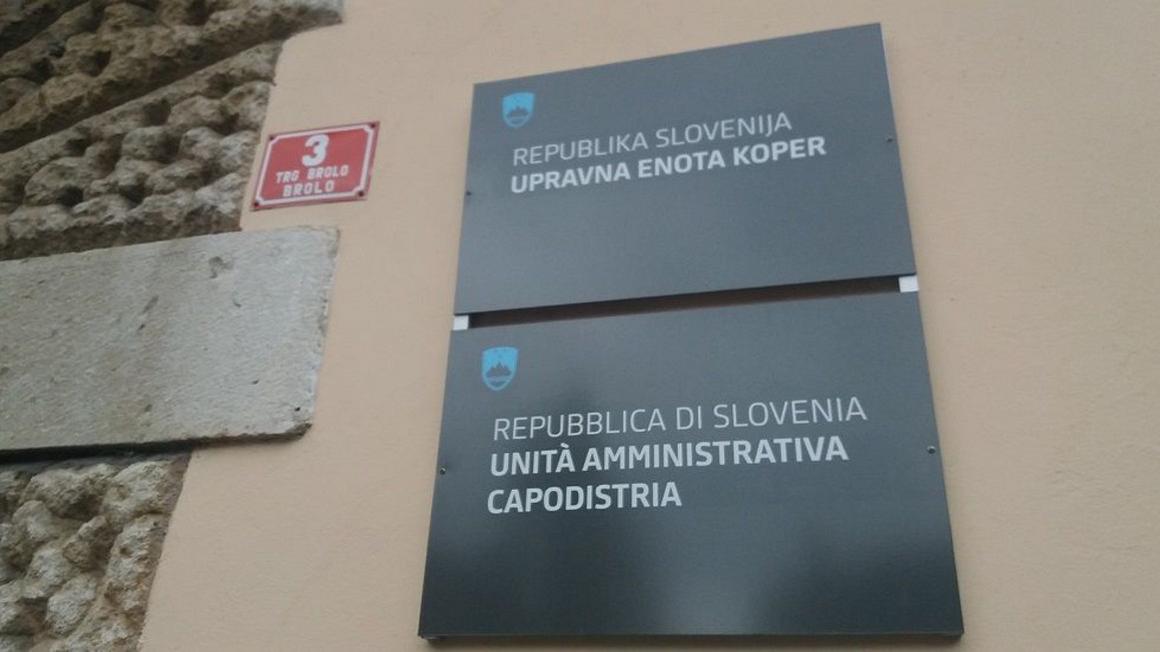 3
TRG BROLO
BROLO
REPUBLIKA SLOVENIJA
UPRAVNA ENOTA KOPER
REPUBBLICA DI SLOVENIA
UNITÀ AMMINISTRATIVA
CAPODISTRIA